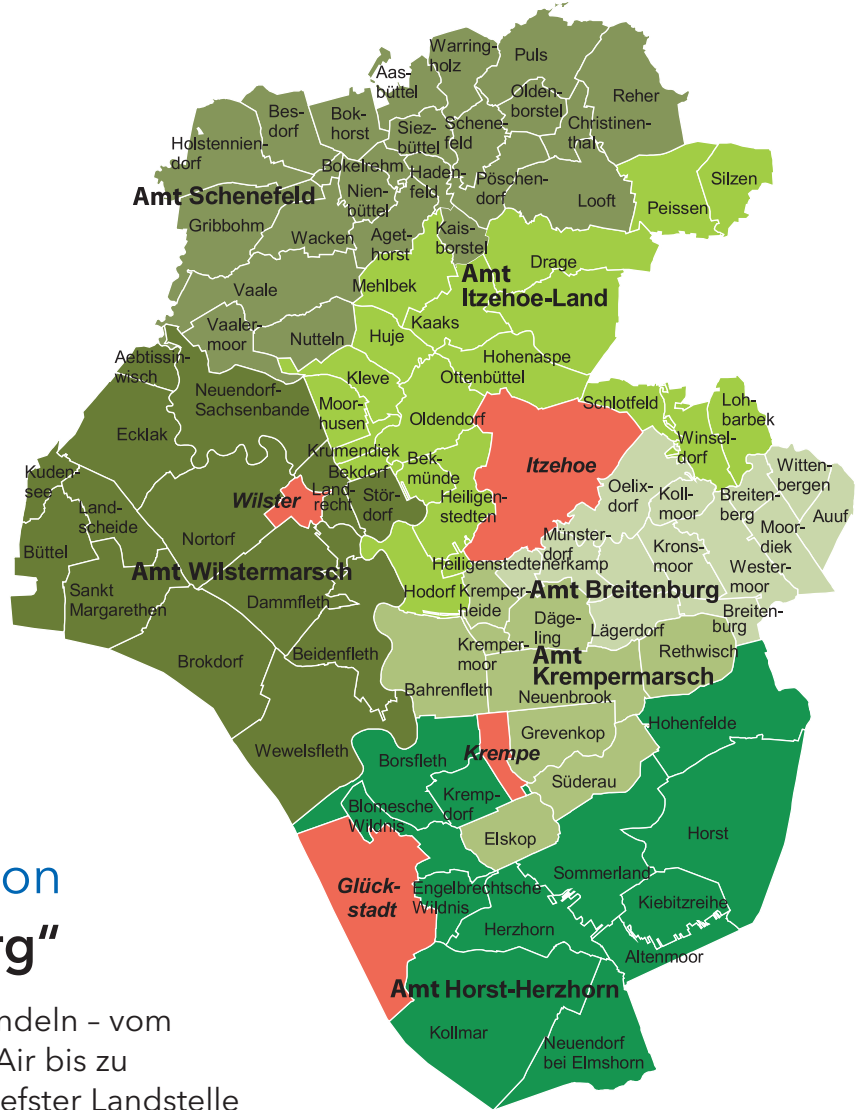 Warring-
holz
Puls
Aas-
büttel
Reher
Olden-
borstel
Bes-
dorf
Bok-
horst
Siez-
büttel
Schene-
feld
Christinen-
thal
Holstennien-
dorf
Bokelrehm
Haden-
feld
Pöschen-
dorf
Silzen
Amt Schenefeld
Nien-
büttel
Looft
Peissen
Gribbohm
Wacken
Aget-
horst
Kais-
borstel
Drage
Amt
Itzehoe-Land
Vaale
Mehlbek
Vaaler-
moor
Nutteln
Huje
Kaaks
Aebtissin-
wisch
Hohenaspe
Ottenbüttel
Neuendorf-
Sachsenbande
Kleve
Moor-
husen
Oldendorf
Schlotfeld
Loh-
barbek
Ecklak
Winsel-
dorf
Krumendiek
Bekdorf
Bek-
münde
Itzehoe
Witten-
bergen
Kuden-
see
Wilster
Land-
recht
Stör-
dorf
Heiligen-
stedten
Oelix-
dorf
Koll-
moor
Breiten-
berg
Auuf
Land-
scheide
Nortorf
Münster-
dorf
Moor-
diek
Büttel
Krons-
moor
Wester-
moor
Amt Wilstermarsch
Heiligenstedtenerkamp
Sankt
Margarethen
Dammfleth
Hodorf
Kremper-
heide
Amt Breitenburg
Däge-
ling
Lägerdorf
Breiten-
burg
Brokdorf
Beidenfleth
Kremper-
moor
Amt
Krempermarsch
Rethwisch
Bahrenfleth
Neuenbrook
Wewelsfleth
Borsfleth
Krempe
Grevenkop
Hohenfelde
Süderau
Blomesche
Wildnis
Kremp-
dorf
Elskop
Horst
on
Glück-
stadt
Engelbrechtsche
Wildnis
Sommerland
Kiebitzreihe
rg“
Herzhorn
Altenmoor
Amt Horst-Herzhorn
ndeln – vom
Kollmar
Neuendorf
bei Elmshorn
Air bis zu
efster Landstelle